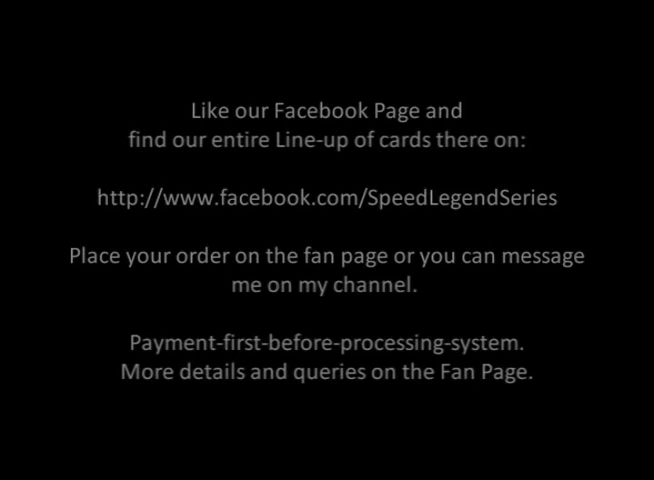 Like our Facebook Page and
find our entire Line-up of cards there on:
http://www.facebook.com/SpeedLegendSeries
Place your order on the fan page or you can message
me on my channel.
Payment-first-before-processing-system.
More details and queries on the Fan Page.